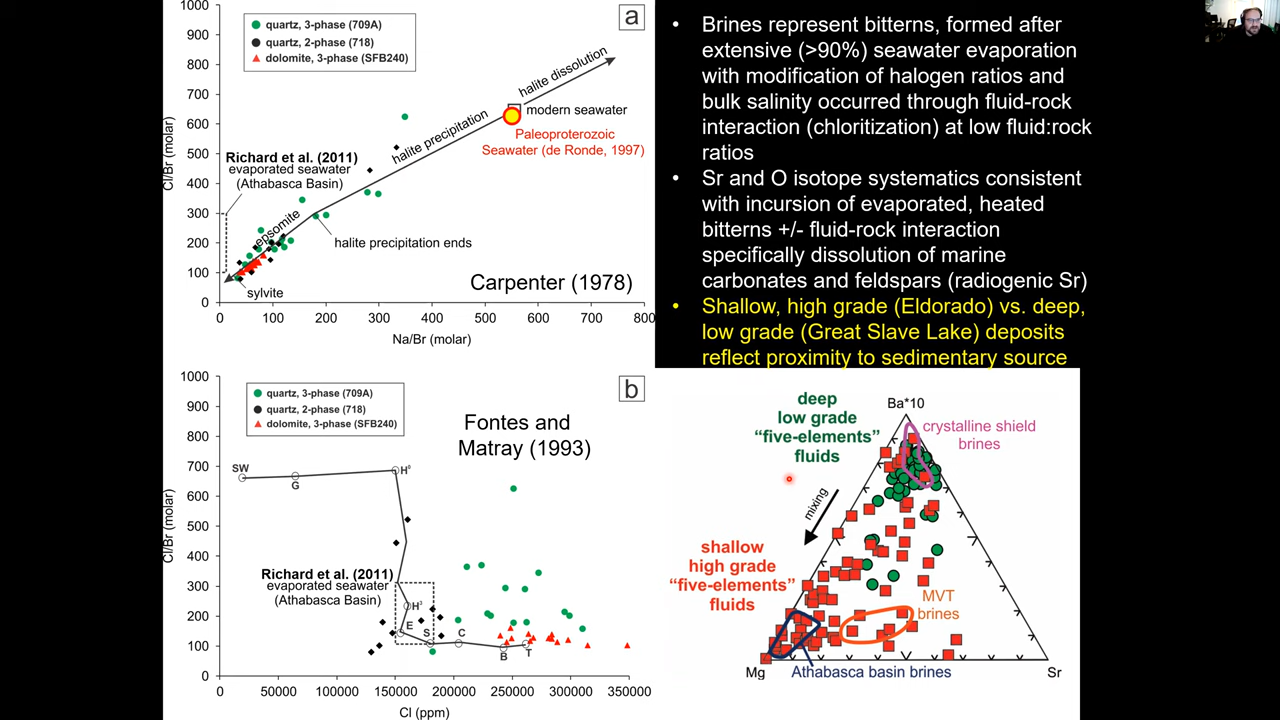 1000
900
800
700
600
500
400
300
200
100
0
Cl/Br (molar)
a
quartz, 3-phase (709A)
quartz, 2-phase (718)
dolomite, 3-phase (SFB240)
halite dissolution
modern seawater
halite precipitation
Paleoproterozoic
Seawater (de Ronde, 1997)
Richard et al. (2011)
evaporated seawater
(Athabasca Basin)
epsomite
halite precipitation ends
sylvite
Carpenter (1978)
0 100 200 300 400 500 600 700 800
Na/Br (molar)
• Brines represent bitterns, formed after
extensive (>90%) seawater evaporation
with modification of halogen ratios and
bulk salinity occurred through fluid-rock
interaction (chloritization) at low fluid:rock
ratios
• Sr and O isotope systematics consistent
with incursion of evaporated, heated
bitterns +/- fluid-rock interaction
specifically dissolution of marine
carbonates and feldspars (radiogenic Sr)
• Shallow, high grade (Eldorado) vs. deep,
low grade (Great Slave Lake) deposits
reflect proximity to sedimentary source
1000
900
800
700
600
500
400
300
200
100
0
Cl/Br (molar)
b
quartz, 3-phase (709A)
quartz, 2-phase (718)
dolomite, 3-phase (SFB240)
Fontes and
Matray (1993)
SW
G
H⁰
Richard et al. (2011)
evaporated seawater
(Athabasca Basin)
H³
E
S
C
B
T
0 50000 100000 150000 200000 250000 300000 350000
Cl (ppm)
deep
low grade
“five-elements”
fluids
Ba*10
crystalline shield
brines
mixing
shallow
high grade
“five-elements”
fluids
MVT
brines
Mg
Athabasca basin brines
Sr